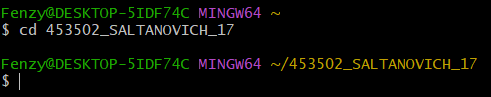 Fenzy@DESKTOP-5IDF74C MINGW64 ~
$ cd 453502_SALTANOVICH_17
Fenzy@DESKTOP-5IDF74C MINGW64 ~/453502_SALTANOVICH_17
$